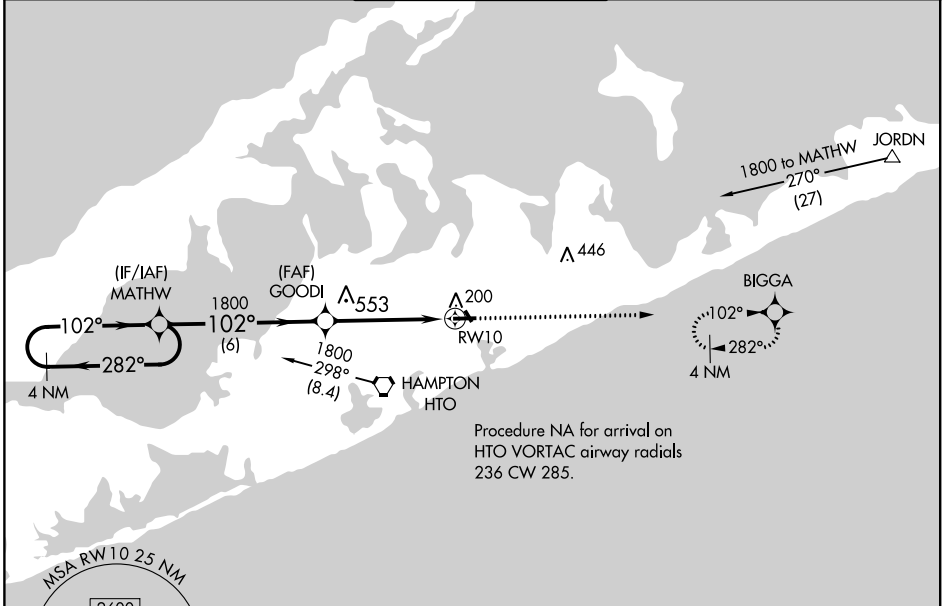 JORDN
1800 to MATHW
270°
(27)
446
(IF/IAF)
MATHW
(FAF)
GOODI
553
200
BIGGA
102°
1800
102°
(6)
RW10
102°
282°
282°
4 NM
4 NM
1800
298°
(8.4)
HAMPTON
HTO
Procedure NA for arrival on
HTO VORTAC airway radials
236 CW 285.
MSA RW10 25 NM